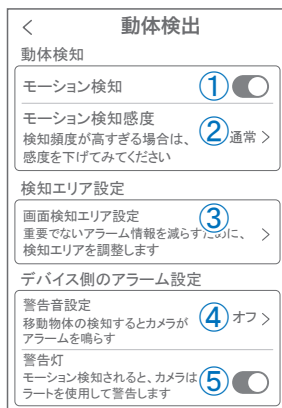 < 動体検出
動体検知
モーション検知 ①
モーション検知感度
検知頻度が高すぎる場合は、
感度を下げてみてください
② 通常 >
検知エリア設定
画面検知エリア設定 ③
重要でないアラーム情報を減らすために、
検知エリアを調整します
>
デバイス側のアラーム設定
警告音設定
移動物体の検知するとカメラが
アラームを鳴らす
④ オフ >
警告灯
モーション検知されると、カメラは
ラートを使用して警告します
⑤